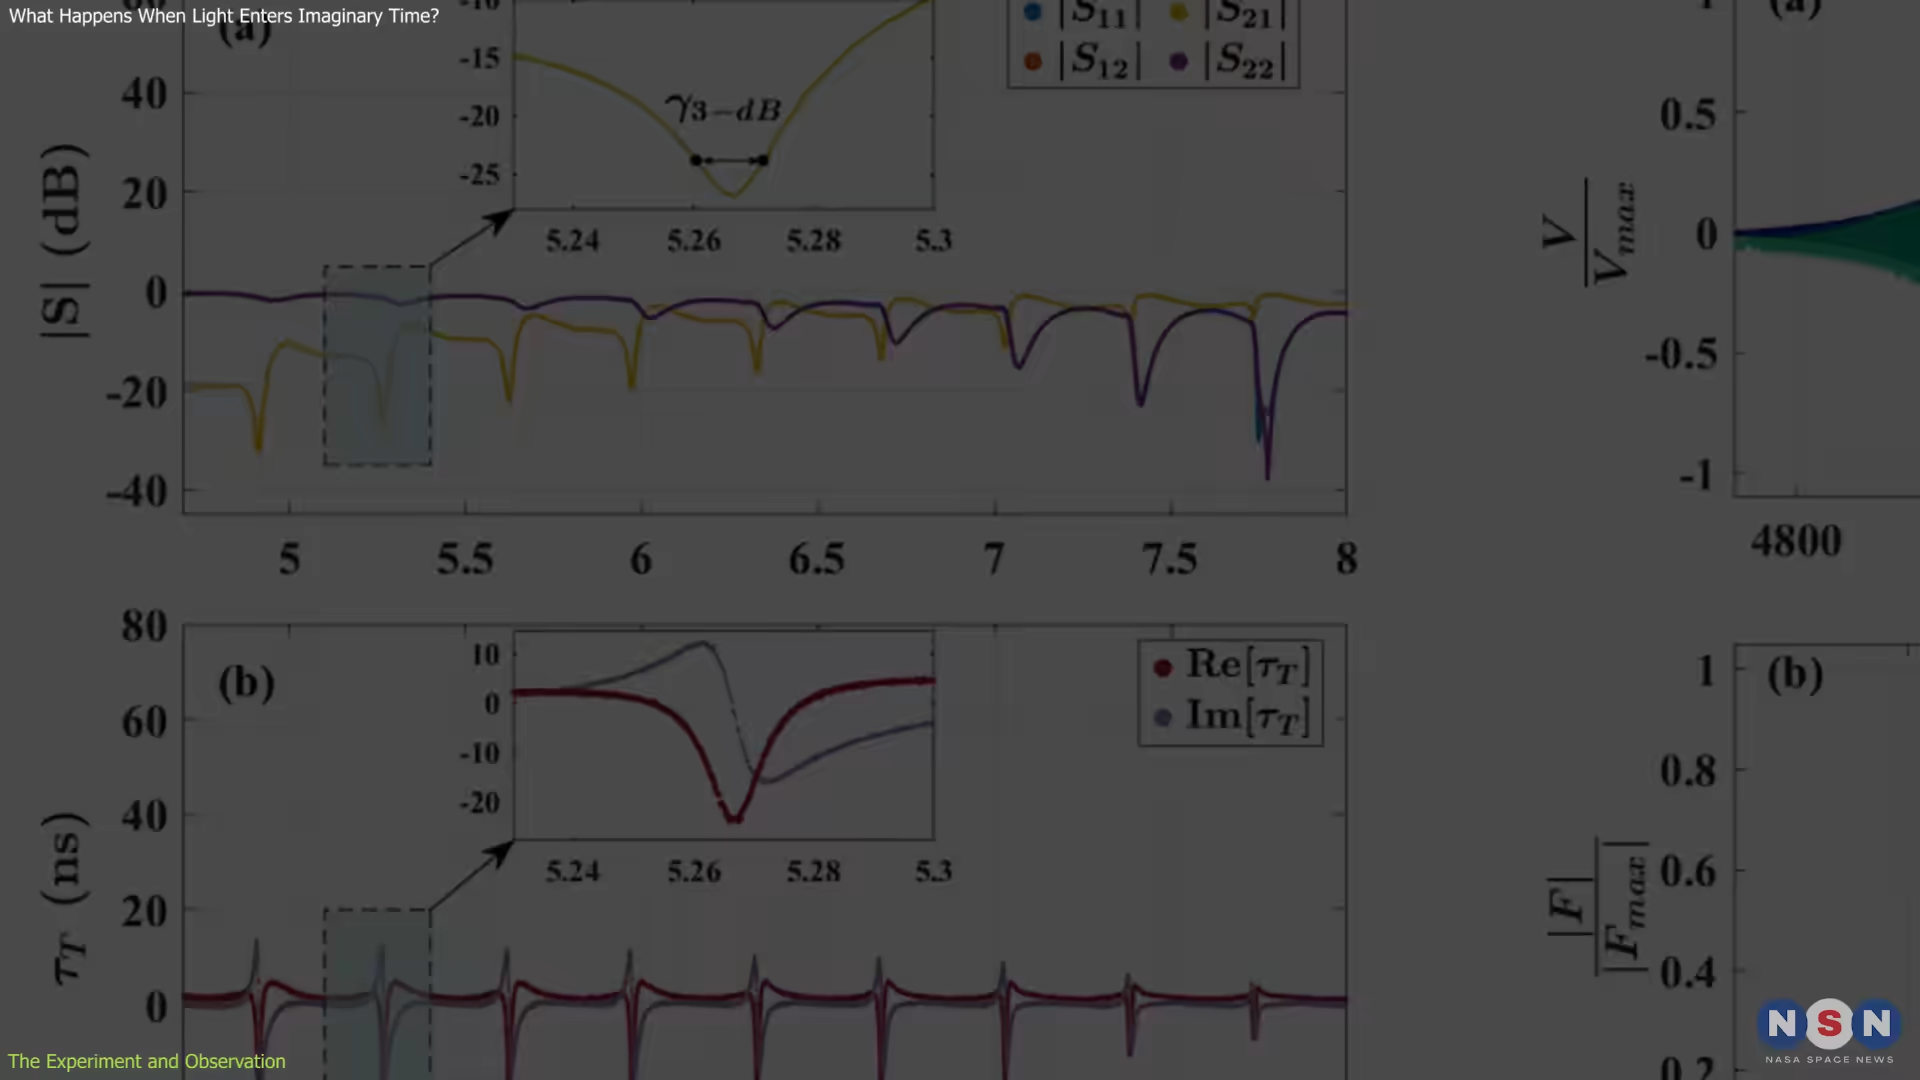 What Happens When Light Enters Imaginary Time?
(a)
-10
-15
-20
-25
γ3−dB
5.24 5.26 5.28 5.3
|S11| |S21|
|S12| |S22|
40
20
0
-20
-40
|S| (dB)
5 5.5 6 6.5 7 7.5 8
80
60
40
20
0
τT (ns)
(b)
10
0
-10
-20
5.24 5.26 5.28 5.3
Re[τT]
Im[τT]
(a)
0.5
0
-0.5
-1
V
Vmax
4800
(b)
1
0.8
0.6
0.4
0.2
|F|
|Fmax|
The Experiment and Observation
NSN
NASA SPACE NEWS